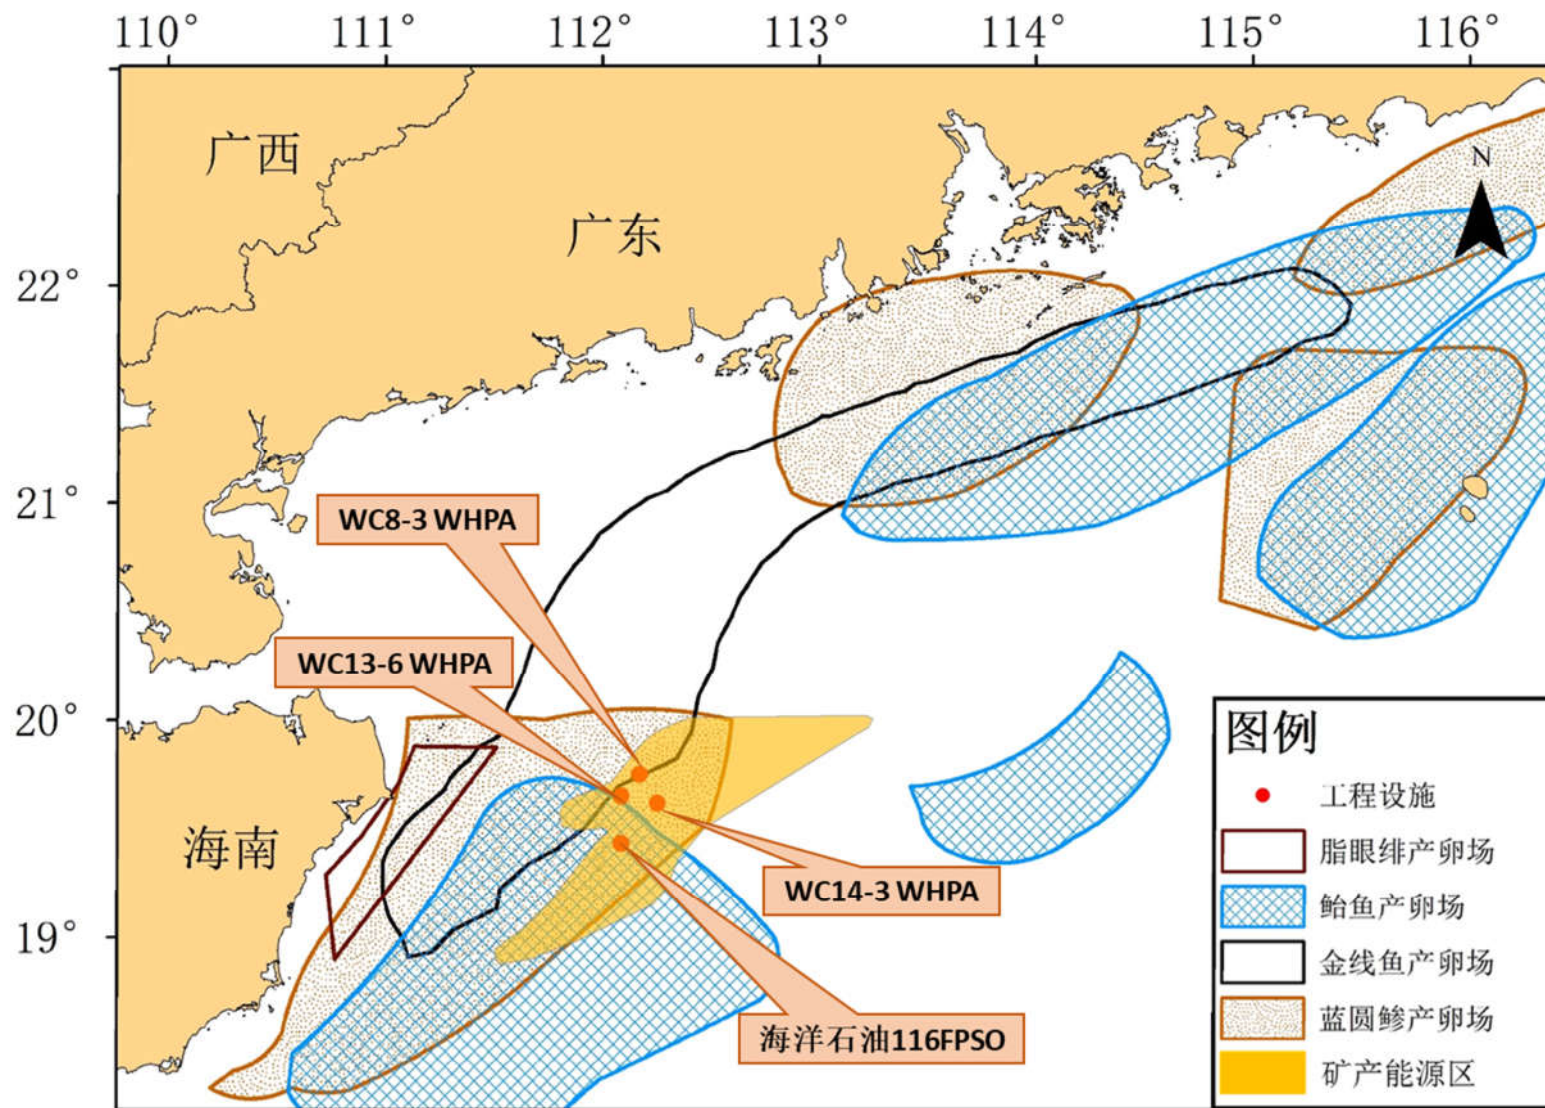 110° 111° 112° 113° 114° 115° 116°
广西
N
广东
22°
21°
WC8-3 WHPA
WC13-6 WHPA
20°
图例
工程设施
海南
脂眼鲱产卵场
WC14-3 WHPA
鲐鱼产卵场
19°
金线鱼产卵场
蓝圆鲹产卵场
海洋石油116FPSO
矿产能源区